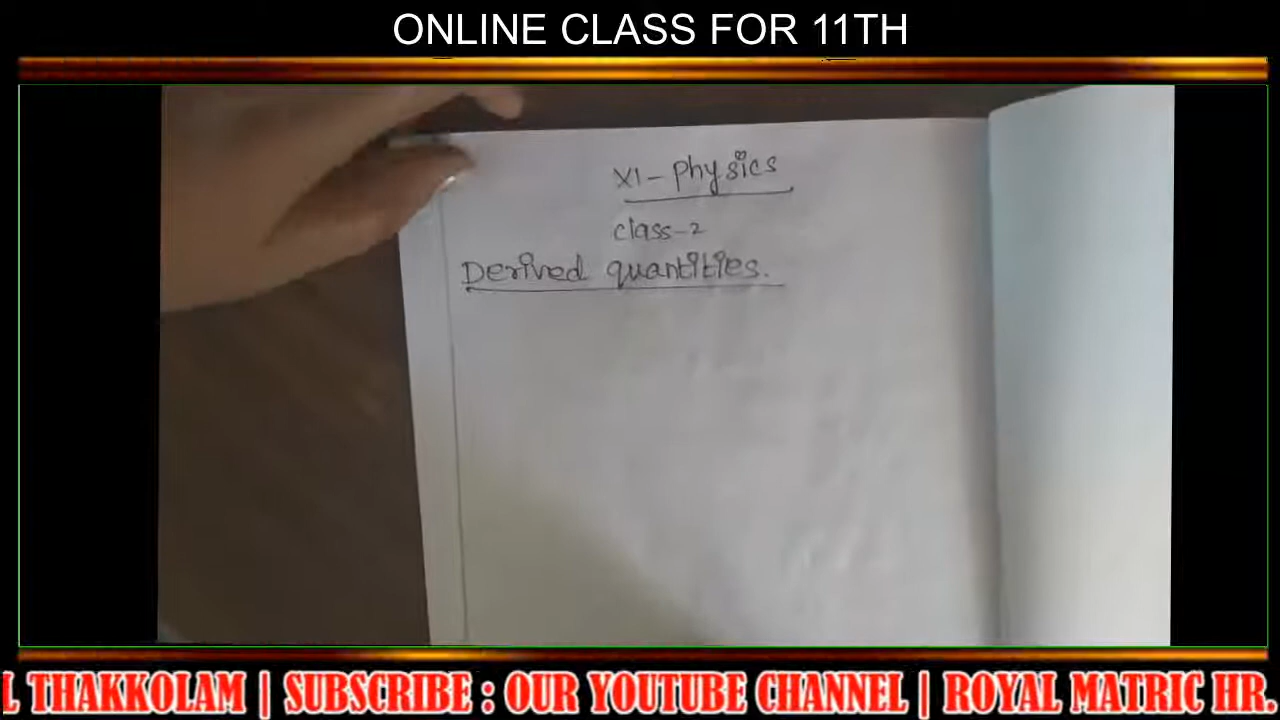 ONLINE CLASS FOR 11TH
XI - Physics
class-2
Derived quantities.
L THAKKOLAM | SUBSCRIBE : OUR YOUTUBE CHANNEL | ROYAL MATRIC HR.